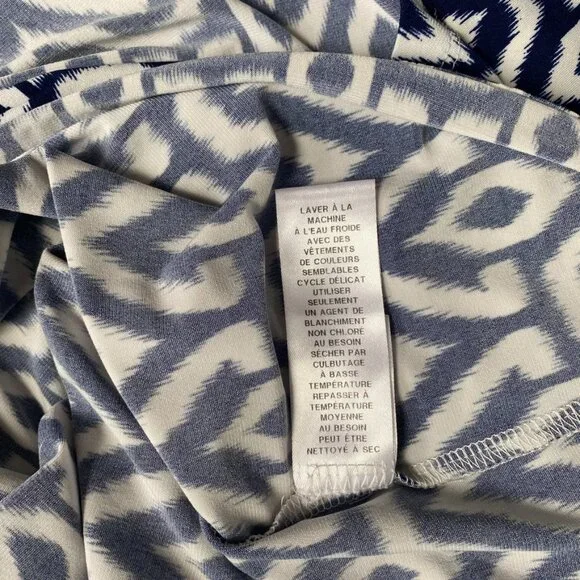 LAVER À LA
MACHINE
À L'EAU FROIDE
AVEC DES
VÊTEMENTS
DE COULEURS
SEMBLABLES
CYCLE DÉLICAT
UTILISER
SEULEMENT
UN AGENT DE
BLANCHIMENT
NON CHLORÉ
AU BESOIN
SÉCHER PAR
CULBUTAGE
À BASSE
TEMPÉRATURE
REPASSER À
TEMPÉRATURE
MOYENNE
AU BESOIN
PEUT ÊTRE
NETTOYÉ À SEC